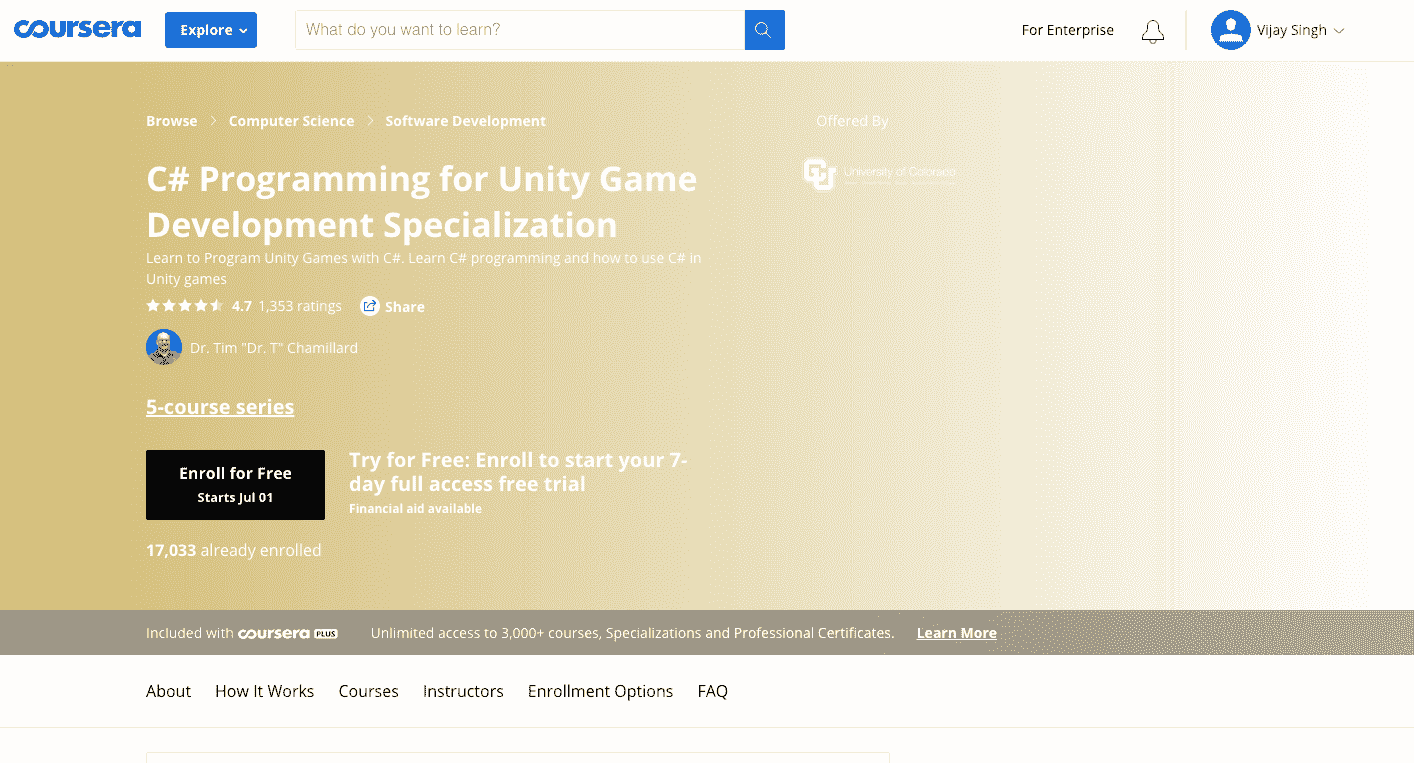 coursera
Explore
What do you want to learn?
For Enterprise
Vijay Singh
Browse
Computer Science
Software Development
Offered By
C# Programming for Unity Game
Development Specialization
University of Colorado
Learn to Program Unity Games with C#. Learn C# programming and how to use C# in
Unity games
4.7 1,353 ratings
Share
Dr. Tim "Dr. T" Chamillard
5-course series
Enroll for Free
Starts Jul 01
Try for Free: Enroll to start your 7-
day full access free trial
Financial aid available
17,033 already enrolled
Included with coursera PLUS
Unlimited access to 3,000+ courses, Specializations and Professional Certificates.
Learn More
About
How It Works
Courses
Instructors
Enrollment Options
FAQ